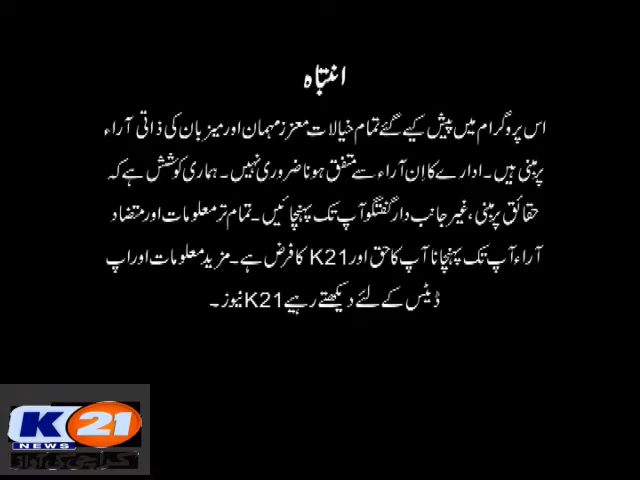 انتباہ
اس پروگرام میں پیش کیے گئے تمام خیالات معزز مہمان اور میزبان کی ذاتی آراء
پر مبنی ہیں۔ ادارے کا اِن آراء سے متفق ہونا ضروری نہیں۔ ہماری کوشش ہے کہ
حقائق پر مبنی، غیر جانب دار گفتگو آپ تک پہنچائیں۔ تمام تر معلومات اور متضاد
آراء آپ تک پہنچانا آپ کا حق اور K21 کا فرض ہے۔ مزید معلومات اور اپ
ڈیٹس کے لئے دیکھتے رہیے K21 نیوز۔
K21
NEWS
کراچی کی آواز